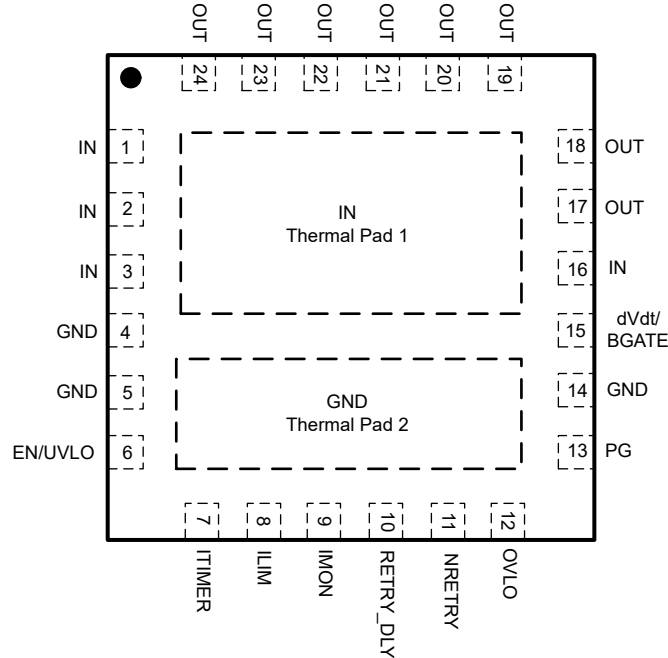 OUT
OUT
OUT
OUT
OUT
OUT
24
23
22
21
20
19
IN 1
IN 2
IN 3
GND 4
GND 5
EN/UVLO 6
IN
Thermal Pad 1
GND
Thermal Pad 2
18 OUT
17 OUT
16 IN
15 dVdt/
BGATE
14 GND
13 PG
7
8
9
10
11
12
ITIMER
ILIM
IMON
RETRY_DLY
NRETRY
OVLO